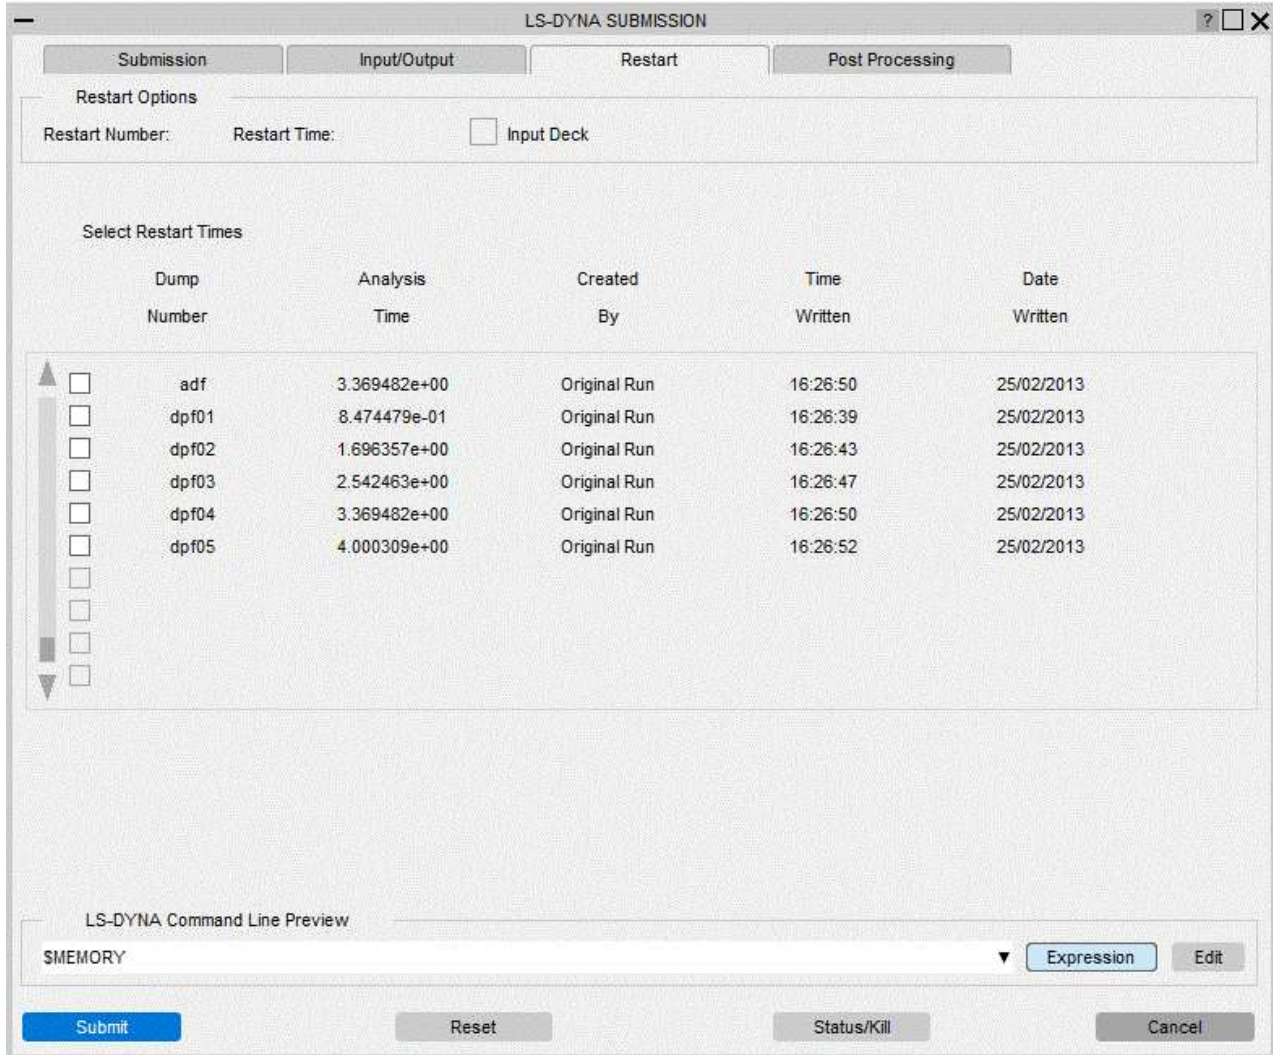 LS-DYNA SUBMISSION ?
Submission Input/Output Restart Post Processing
Restart Options
Restart Number: Restart Time: Input Deck
Select Restart Times
Dump Analysis Created Time Date
Number Time By Written Written
adf 3.369482e+00 Original Run 16:26:50 25/02/2013
dpf01 8.474479e-01 Original Run 16:26:39 25/02/2013
dpf02 1.696357e+00 Original Run 16:26:43 25/02/2013
dpf03 2.542463e+00 Original Run 16:26:47 25/02/2013
dpf04 3.369482e+00 Original Run 16:26:50 25/02/2013
dpf05 4.000309e+00 Original Run 16:26:52 25/02/2013
LS-DYNA Command Line Preview
$MEMORY Expression Edit
Submit Reset Status/Kill Cancel